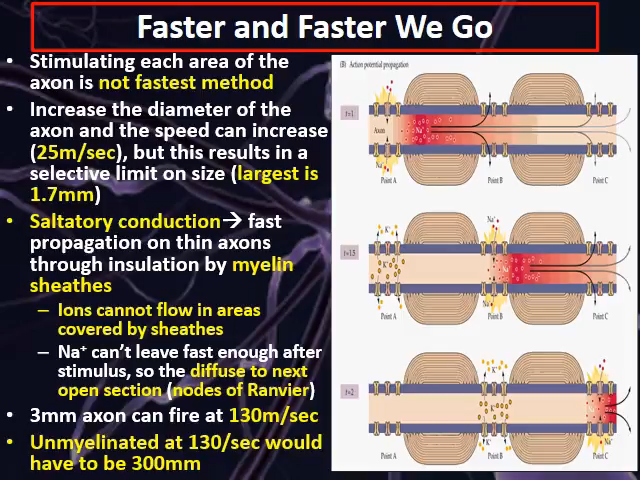 Faster and Faster We Go
• Stimulating each area of the
axon is not fastest method
• Increase the diameter of the
axon and the speed can increase
(25m/sec), but this results in a
selective limit on size (largest is
1.7mm)
• Saltatory conduction→ fast
propagation on thin axons
through insulation by myelin
sheathes
– Ions cannot flow in areas
covered by sheathes
– Na⁺ can't leave fast enough after
stimulus, so the diffuse to next
open section (nodes of Ranvier)
• 3mm axon can fire at 130m/sec
• Unmyelinated at 130/sec would
have to be 300mm
(B) Action potential propagation
t=1
Axon
Na⁺
Na⁺
Point A
Point B
Point C
t=1.5
K⁺
Na⁺
Na⁺
Na⁺
K⁺
Point A
Point B
Point C
t=2
K⁺
K⁺
Na⁺
Point A
Point B
Point C